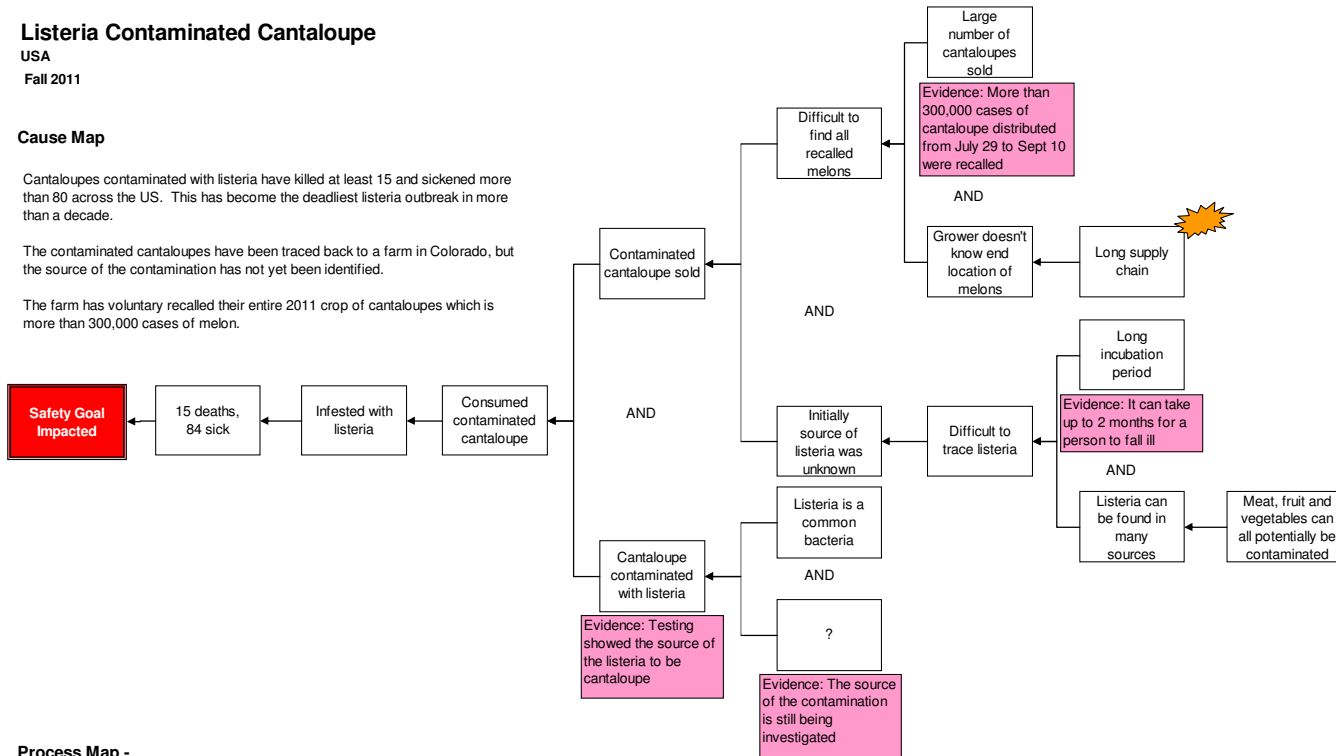 Listeria Contaminated Cantaloupe
USA
Fall 2011
Cause Map
Cantaloupes contaminated with listeria have killed at least 15 and sickened more
than 80 across the US. This has become the deadliest listeria outbreak in more
than a decade.
The contaminated cantaloupes have been traced back to a farm in Colorado, but
the source of the contamination has not yet been identified.
The farm has voluntary recalled their entire 2011 crop of cantaloupes which is
more than 300,000 cases of melon.
Safety Goal
Impacted
15 deaths,
84 sick
Infested with
listeria
Consumed
contaminated
cantaloupe
AND
Contaminated
cantaloupe sold
Cantaloupe
contaminated
with listeria
Evidence: Testing
showed the source of
the listeria to be
cantaloupe
Difficult to
find all
recalled
melons
AND
Initially
source of
listeria was
unknown
Listeria is a
common
bacteria
AND
?
Evidence: The source
of the contamination
is still being
investigated
Large
number of
cantaloupes
sold
Evidence: More than
300,000 cases of
cantaloupe distributed
from July 29 to Sept 10
were recalled
AND
Grower doesn't
know end
location of
melons
Long supply
chain
Difficult to
trace listeria
Long
incubation
period
Evidence: It can take
up to 2 months for a
person to fall ill
AND
Listeria can
be found in
many
sources
Meat, fruit and
vegetables can
all potentially be
contaminated
Process Map -